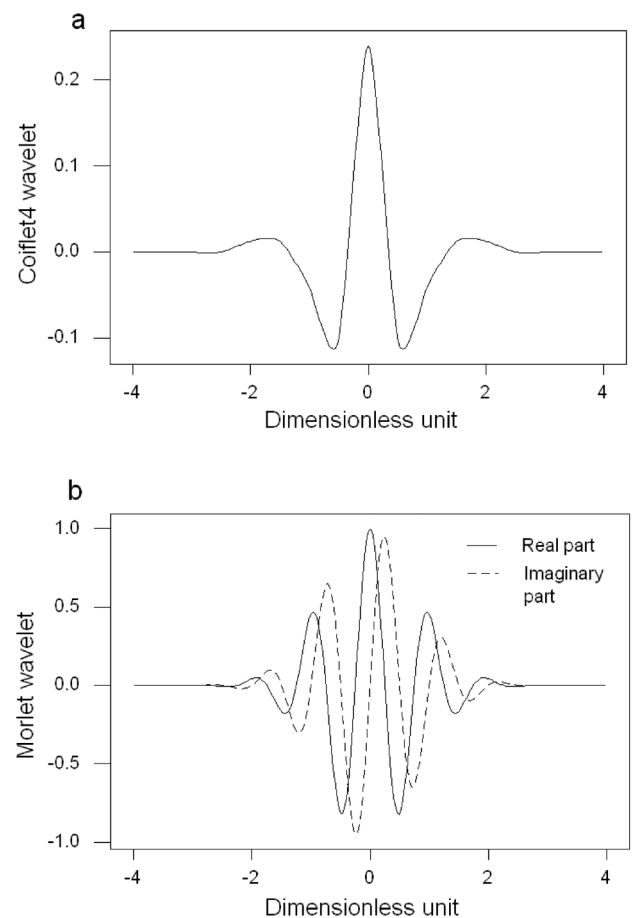 a
Coiflet4 wavelet
0.2
0.1
0.0
-0.1
-4
-2
0
2
4
Dimensionless unit
b
Morlet wavelet
1.0
0.5
0.0
-0.5
-1.0
Real part
Imaginary
part
-4
-2
0
2
4
Dimensionless unit